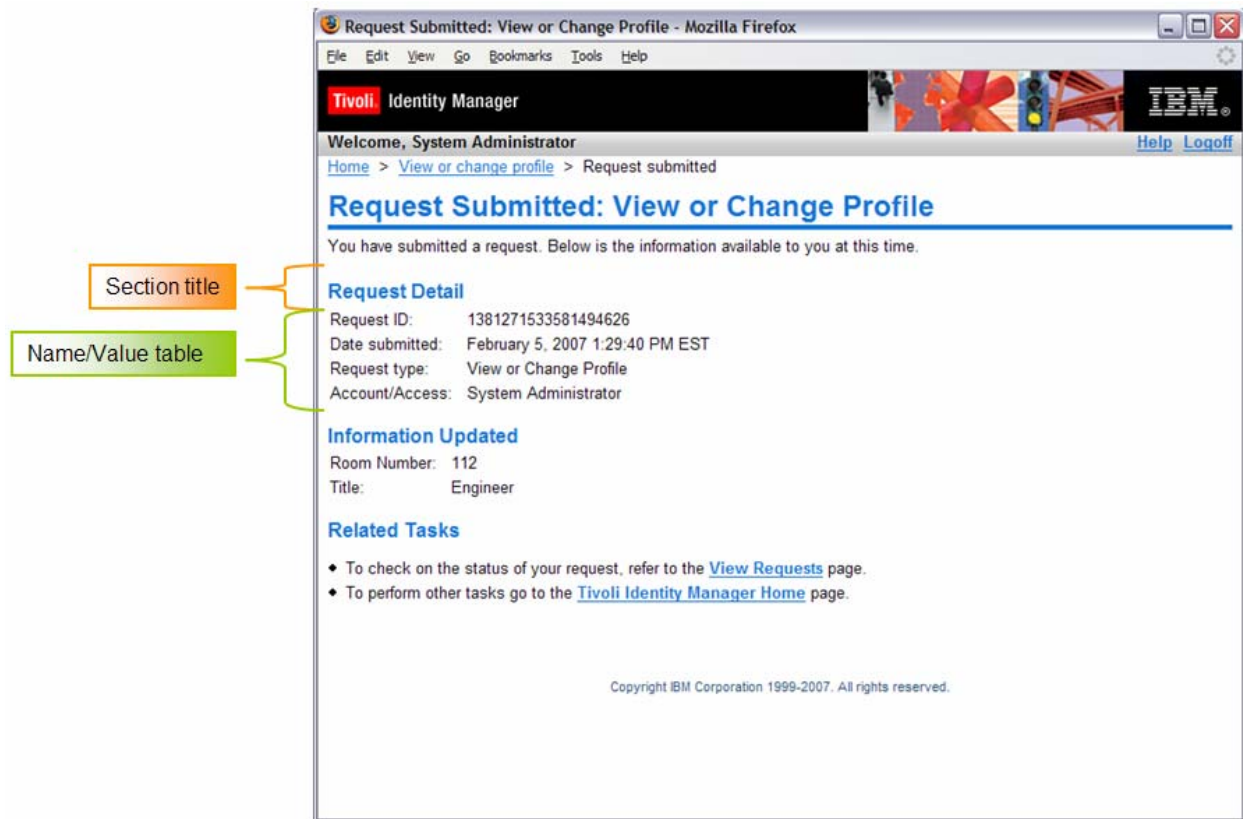 Request Submitted: View or Change Profile - Mozilla Firefox
File Edit View Go Bookmarks Tools Help
Tivoli. Identity Manager
IBM®
Welcome, System Administrator
Help Logoff
Home > View or change profile > Request submitted
Request Submitted: View or Change Profile
You have submitted a request. Below is the information available to you at this time.
Section title
Request Detail
Name/Value table
Request ID: 1381271533581494626
Date submitted: February 5, 2007 1:29:40 PM EST
Request type: View or Change Profile
Account/Access: System Administrator
Information Updated
Room Number: 112
Title: Engineer
Related Tasks
◆ To check on the status of your request, refer to the View Requests page.
◆ To perform other tasks go to the Tivoli Identity Manager Home page.
Copyright IBM Corporation 1999-2007. All rights reserved.